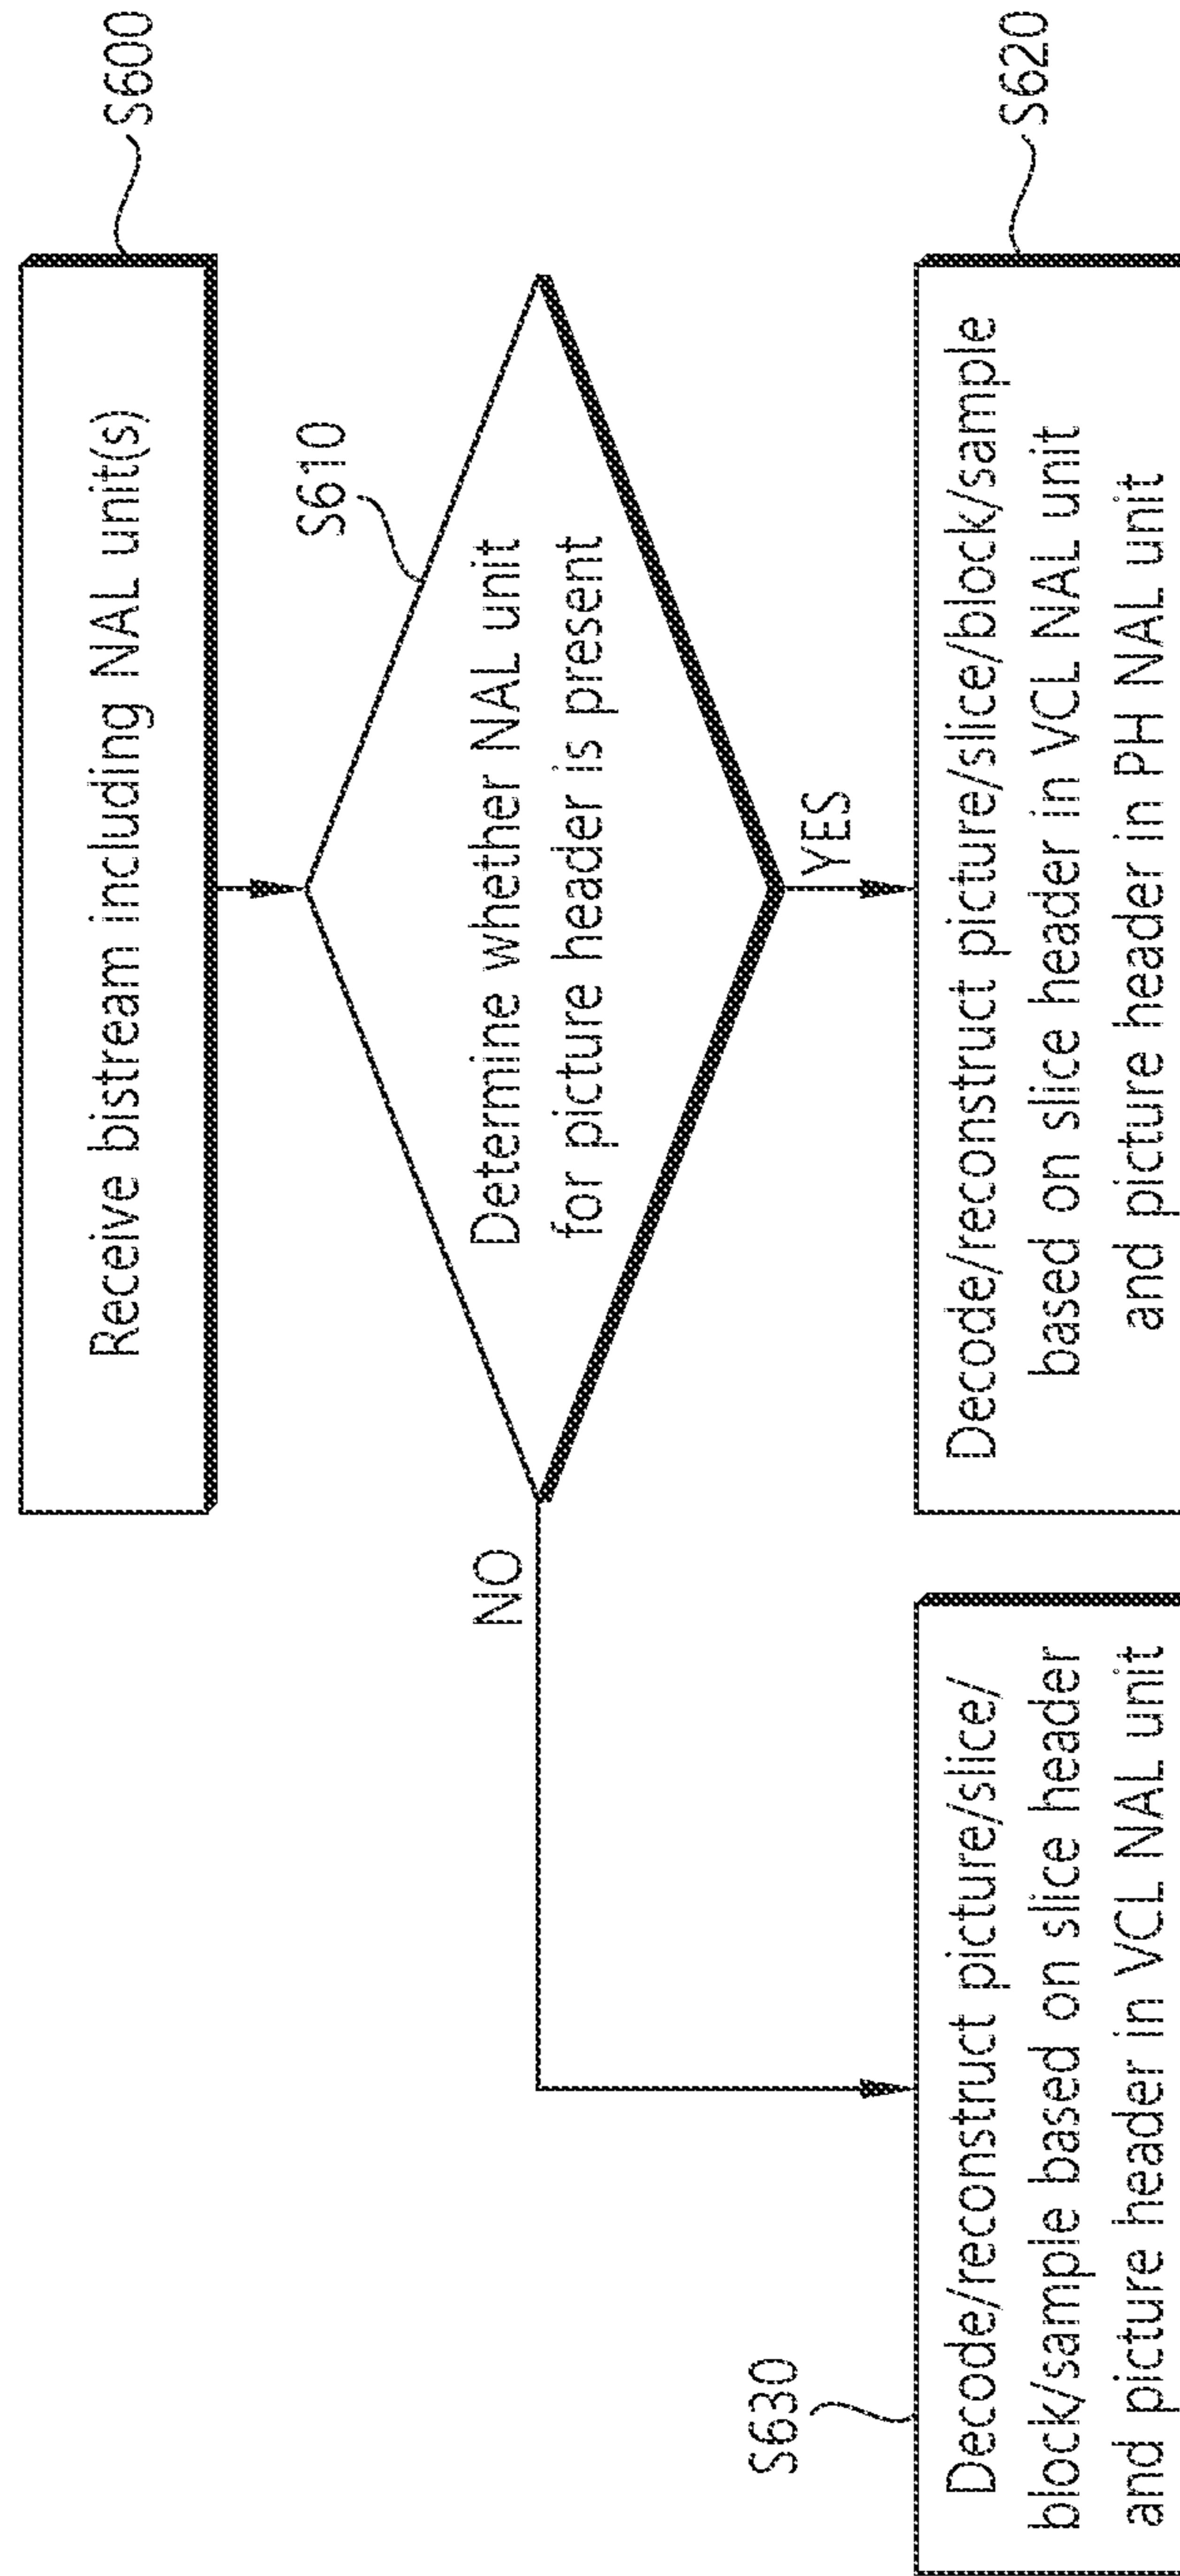 Receive bistream including NAL unit(s)
S600
S610
Determine whether NAL unit
for picture header is present
NO
YES
S630
Decode/reconstruct picture/slice/
block/sample based on slice header
and picture header in VCL NAL unit
Decode/reconstruct picture/slice/block/sample
based on slice header in VCL NAL unit
and picture header in PH NAL unit
S620